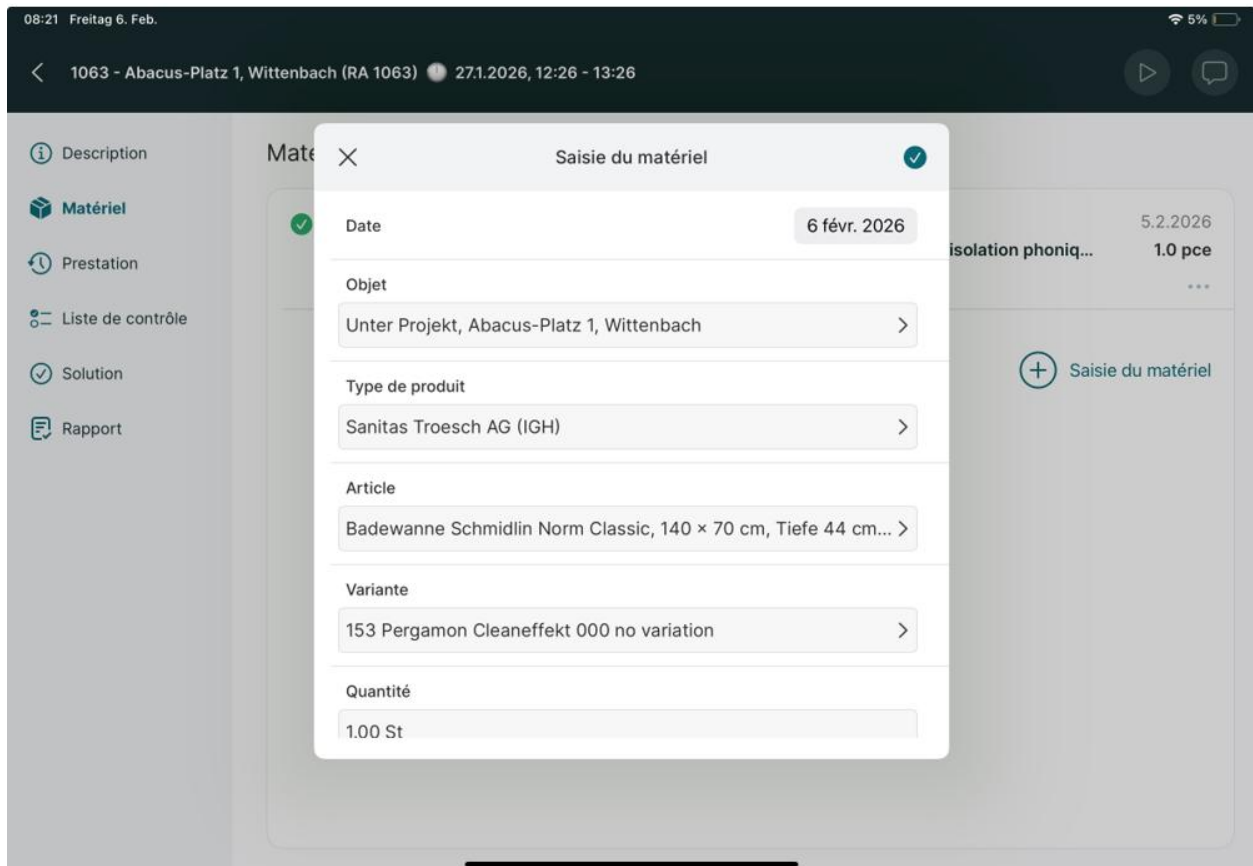 08:21 Freitag 6. Feb.
5%
1063 - Abacus-Platz 1, Wittenbach (RA 1063) 27.1.2026, 12:26 - 13:26
Description
Matériel
Prestation
Liste de contrôle
Solution
Rapport
Saisie du matériel
Date
6 févr. 2026
Objet
Unter Projekt, Abacus-Platz 1, Wittenbach
Type de produit
Sanitas Troesch AG (IGH)
Article
Badewanne Schmidlin Norm Classic, 140 × 70 cm, Tiefe 44 cm...
Variante
153 Pergamon Cleaneffekt 000 no variation
Quantité
1.00 St
Maté
5.2.2026
isolation phoniq... 1.0 pce
Saisie du matériel